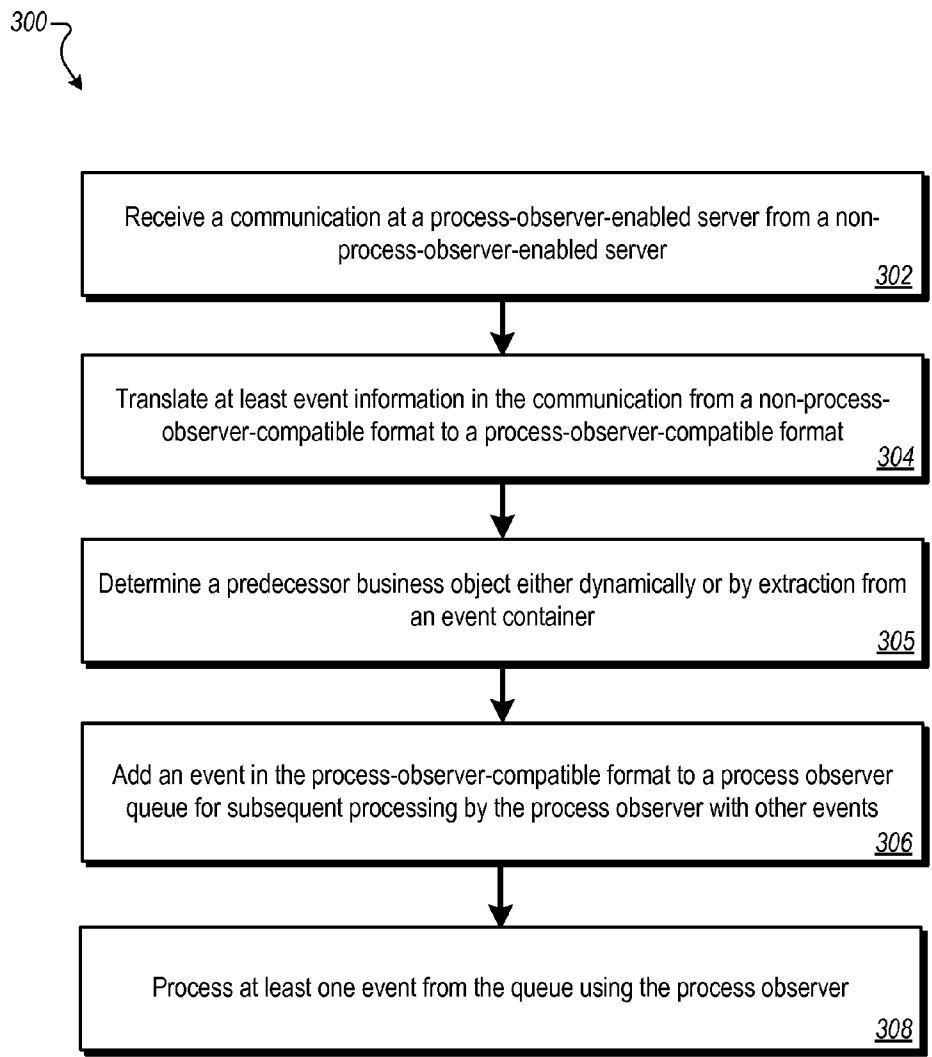 300
Receive a communication at a process-observer-enabled server from a non-
process-observer-enabled server
302
Translate at least event information in the communication from a non-process-
observer-compatible format to a process-observer-compatible format
304
Determine a predecessor business object either dynamically or by extraction from
an event container
305
Add an event in the process-observer-compatible format to a process observer
queue for subsequent processing by the process observer with other events
306
Process at least one event from the queue using the process observer
308